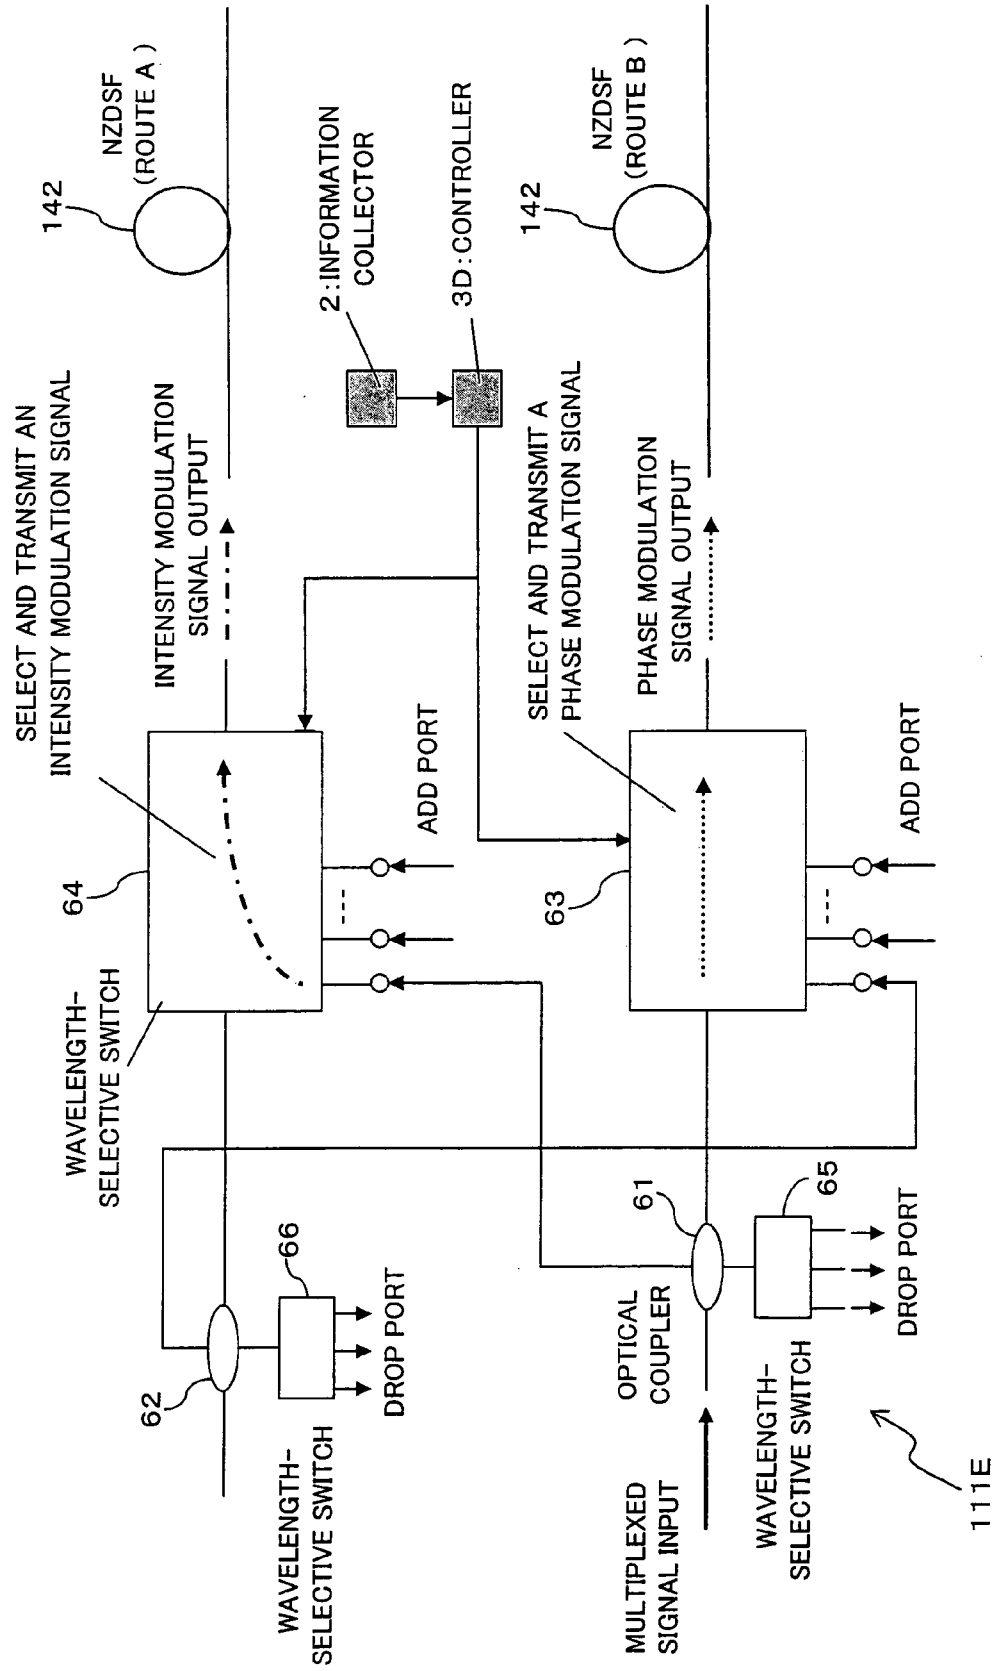 SELECT AND TRANSMIT AN
INTENSITY MODULATION SIGNAL
WAVELENGTH-
SELECTIVE SWITCH
64
INTENSITY MODULATION
SIGNAL OUTPUT
142
NZDSF
(ROUTE A)
62
66
WAVELENGTH-
SELECTIVE SWITCH
DROP PORT
ADD PORT
2:INFORMATION
COLLECTOR
3D:CONTROLLER
SELECT AND TRANSMIT A
PHASE MODULATION SIGNAL
63
PHASE MODULATION
SIGNAL OUTPUT
142
NZDSF
(ROUTE B)
MULTIPLEXED
SIGNAL INPUT
OPTICAL
COUPLER
61
65
WAVELENGTH-
SELECTIVE SWITCH
DROP PORT
ADD PORT
111E